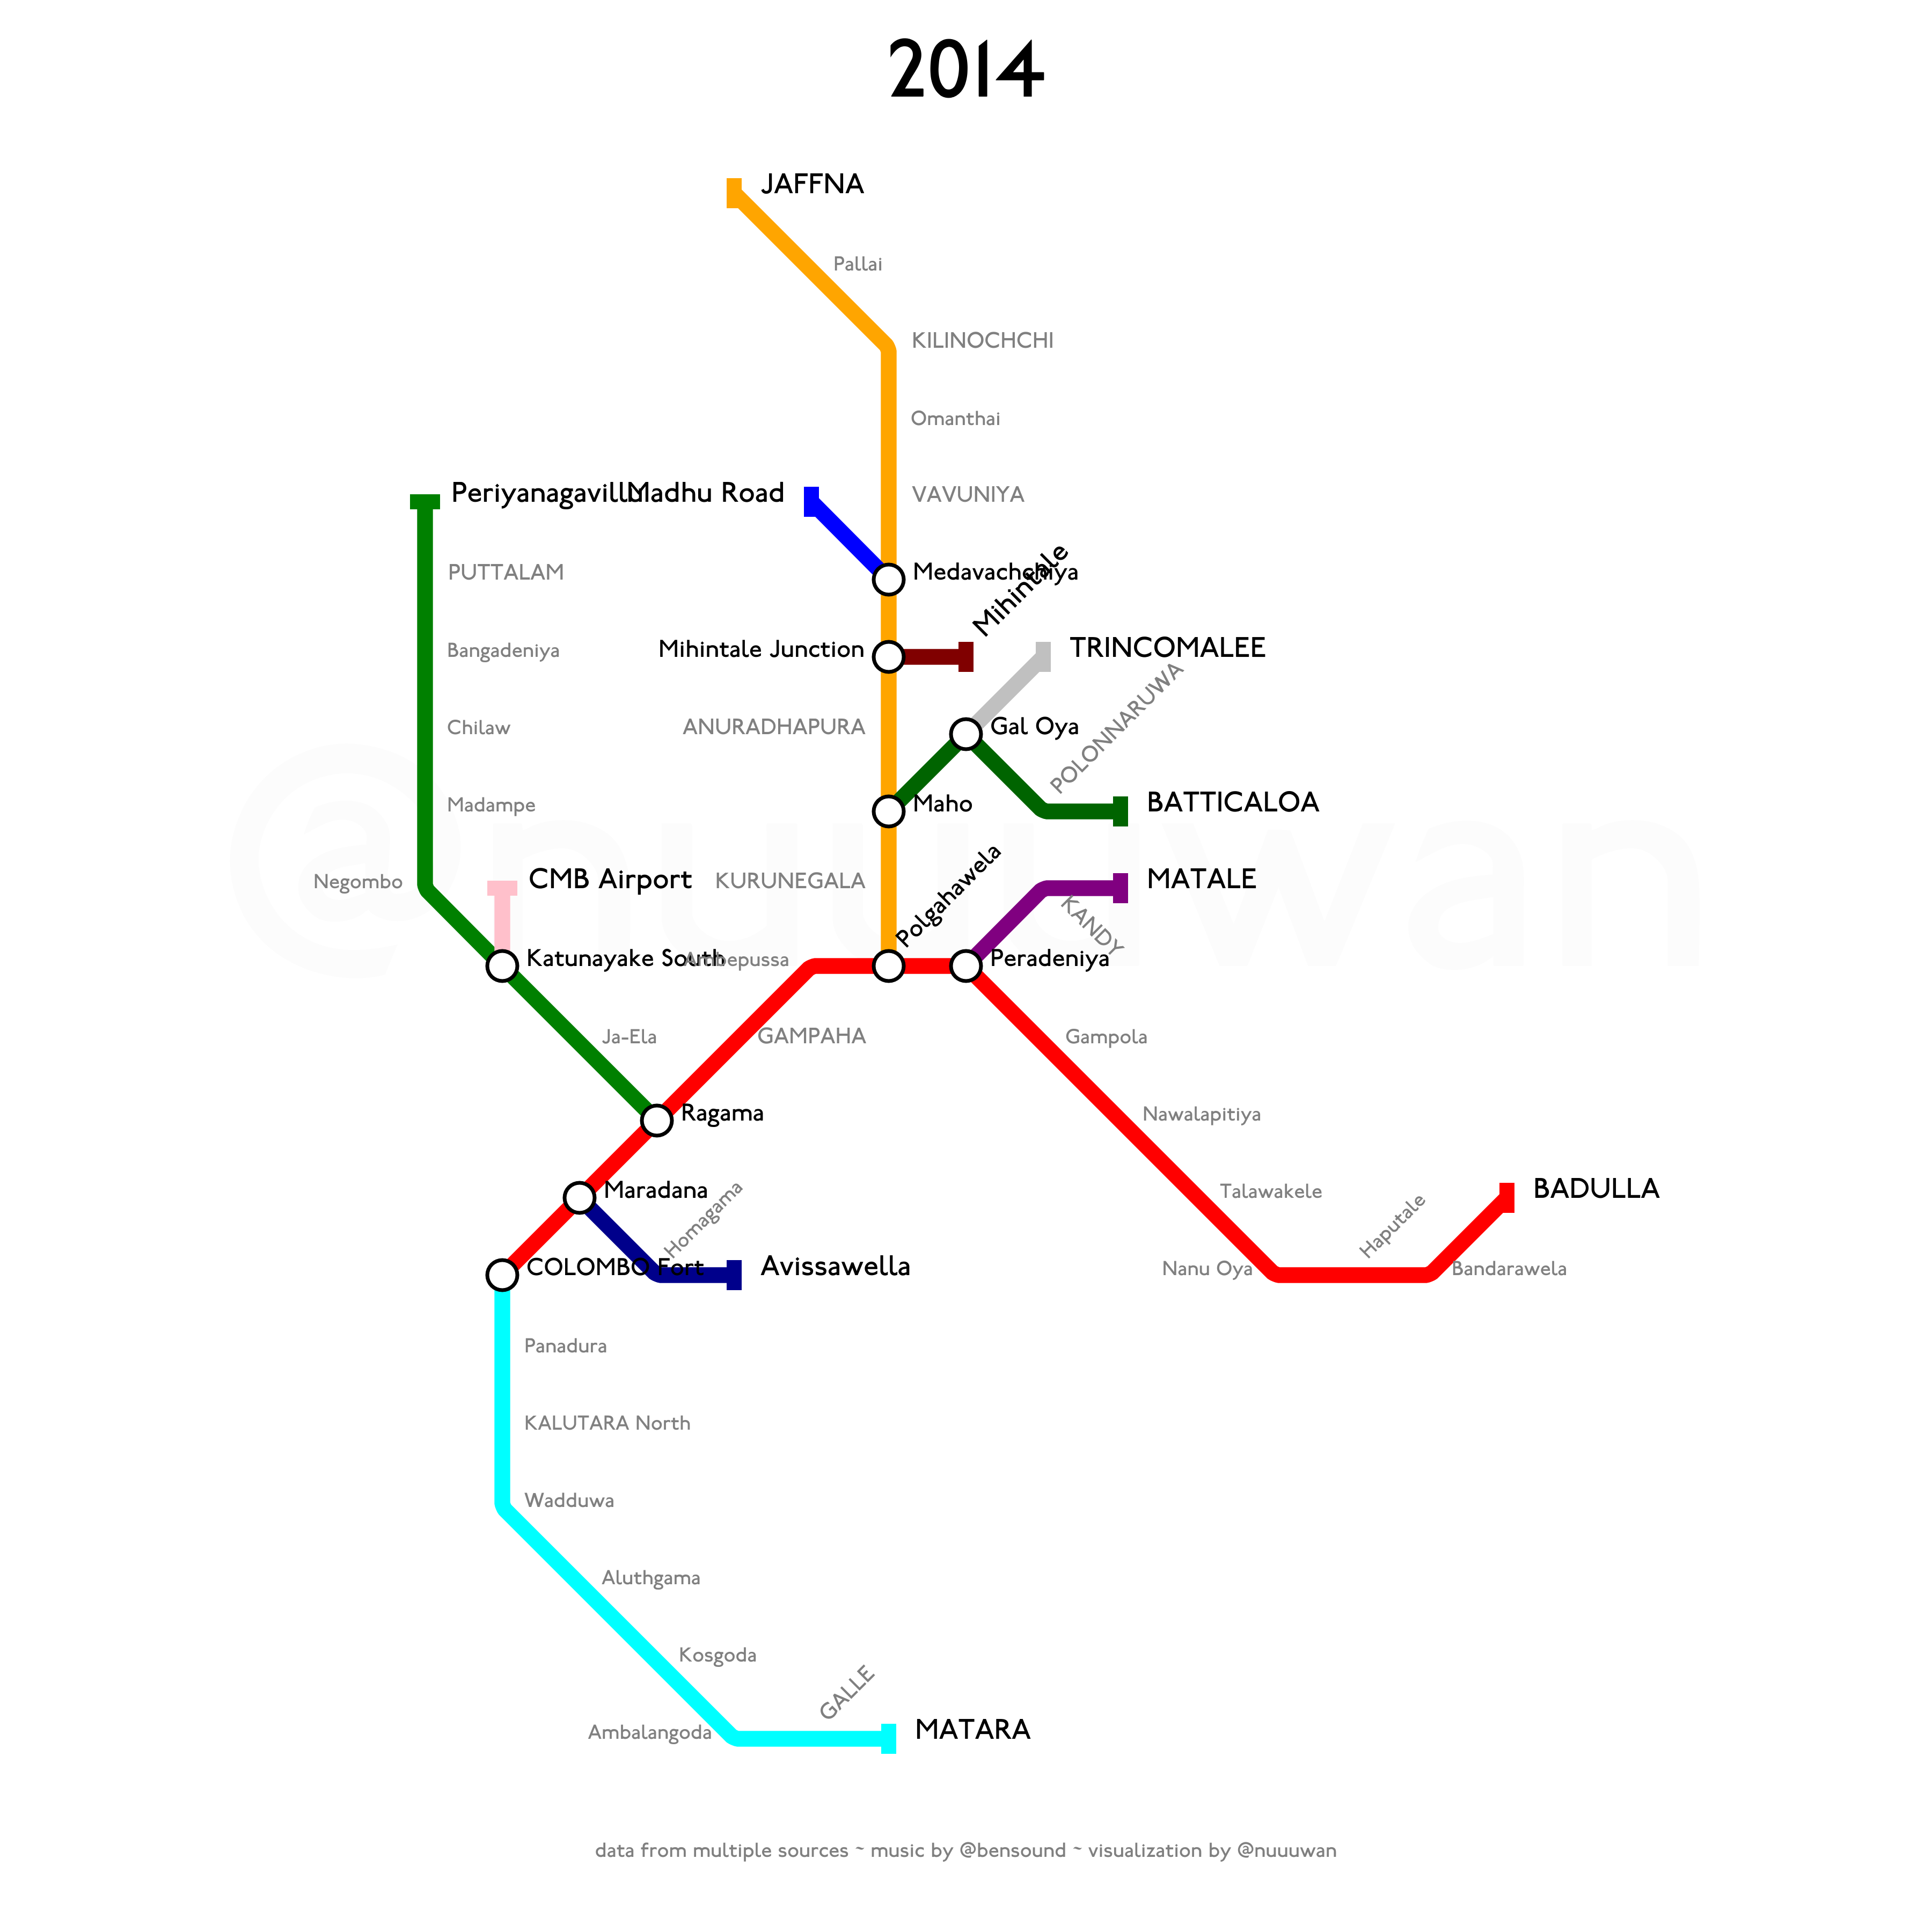 2014
JAFFNA
Pallai
KILINOCHCHI
Omanthai
Periyanagavillu
Madhu Road
VAVUNIYA
PUTTALAM
Medavachchiya
Mihintale
Bangadeniya
Mihintale Junction
TRINCOMALEE
Chilaw
ANURADHAPURA
Gal Oya
POLONNARUWA
Madampe
Maho
BATTICALOA
@nuuuwan
Negombo
CMB Airport
KURUNEGALA
Polgahawela
MATALE
KANDY
Katunayake South
Ambepussa
Peradeniya
Ja-Ela
GAMPAHA
Gampola
Ragama
Nawalapitiya
Maradana
Homagama
Talawakele
Haputale
BADULLA
COLOMBO Fort
Avissawella
Nanu Oya
Bandarawela
Panadura
KALUTARA North
Wadduwa
Aluthgama
Kosgoda
GALLE
Ambalangoda
MATARA
data from multiple sources ~ music by @bensound ~ visualization by @nuuuwan